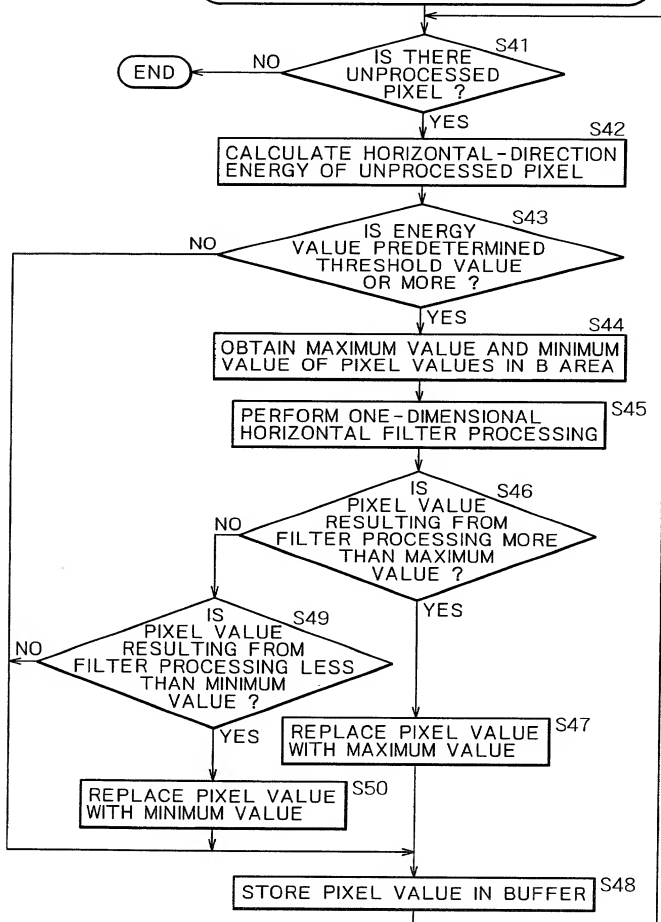 S41
IS THERE
UNPROCESSED
PIXEL ?
NO
END
YES
S42
CALCULATE HORIZONTAL-DIRECTION
ENERGY OF UNPROCESSED PIXEL
S43
IS ENERGY
VALUE PREDETERMINED
THRESHOLD VALUE
OR MORE ?
NO
YES
S44
OBTAIN MAXIMUM VALUE AND MINIMUM
VALUE OF PIXEL VALUES IN B AREA
S45
PERFORM ONE-DIMENSIONAL
HORIZONTAL FILTER PROCESSING
S46
IS
PIXEL VALUE
RESULTING FROM
FILTER PROCESSING MORE
THAN MAXIMUM
VALUE ?
NO
YES
S49
IS
PIXEL VALUE
RESULTING FROM
FILTER PROCESSING LESS
THAN MINIMUM
VALUE ?
NO
YES
S47
REPLACE PIXEL VALUE
WITH MAXIMUM VALUE
S50
REPLACE PIXEL VALUE
WITH MINIMUM VALUE
S48
STORE PIXEL VALUE IN BUFFER